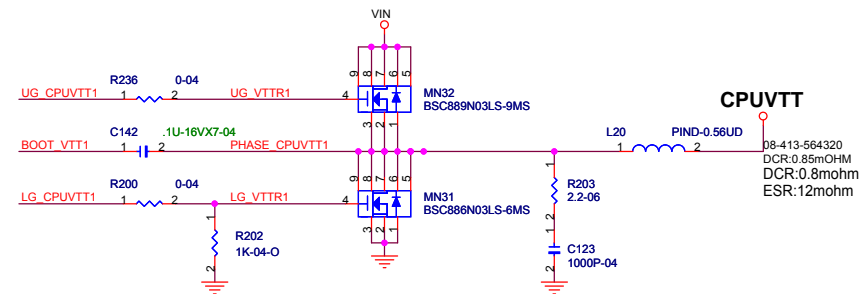 VIN
R236 0-04
UG_CPUVTT1 1 2 UG_VTTR1 4
9 8 7 6 5
MN32
BSC889N03LS-9MS
3 2 1
CPUVTT
C142 .1U-16VX7-04
BOOT_VTT1 1 2 PHASE_CPUVTT1
L20 PIND-0.56UD
1 2
08-413-564320
DCR:0.85mOHM
DCR:0.8mohm
ESR:12mohm
R200 0-04
LG_CPUVTT1 1 2 LG_VTTR1 4
9 8 7 6 5
MN31
BSC886N03LS-6MS
3 2 1
1
R202
1K-04-O
2
1
R203
2.2-06
2
1
C123
1000P-04
2